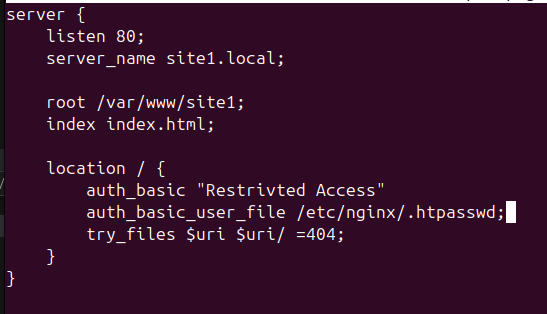 server {
    listen 80;
    server_name site1.local;

    root /var/www/site1;
    index index.html;

    location / {
        auth_basic "Restrivted Access"
        auth_basic_user_file /etc/nginx/.htpasswd;
        try_files $uri $uri/ =404;
    }
}